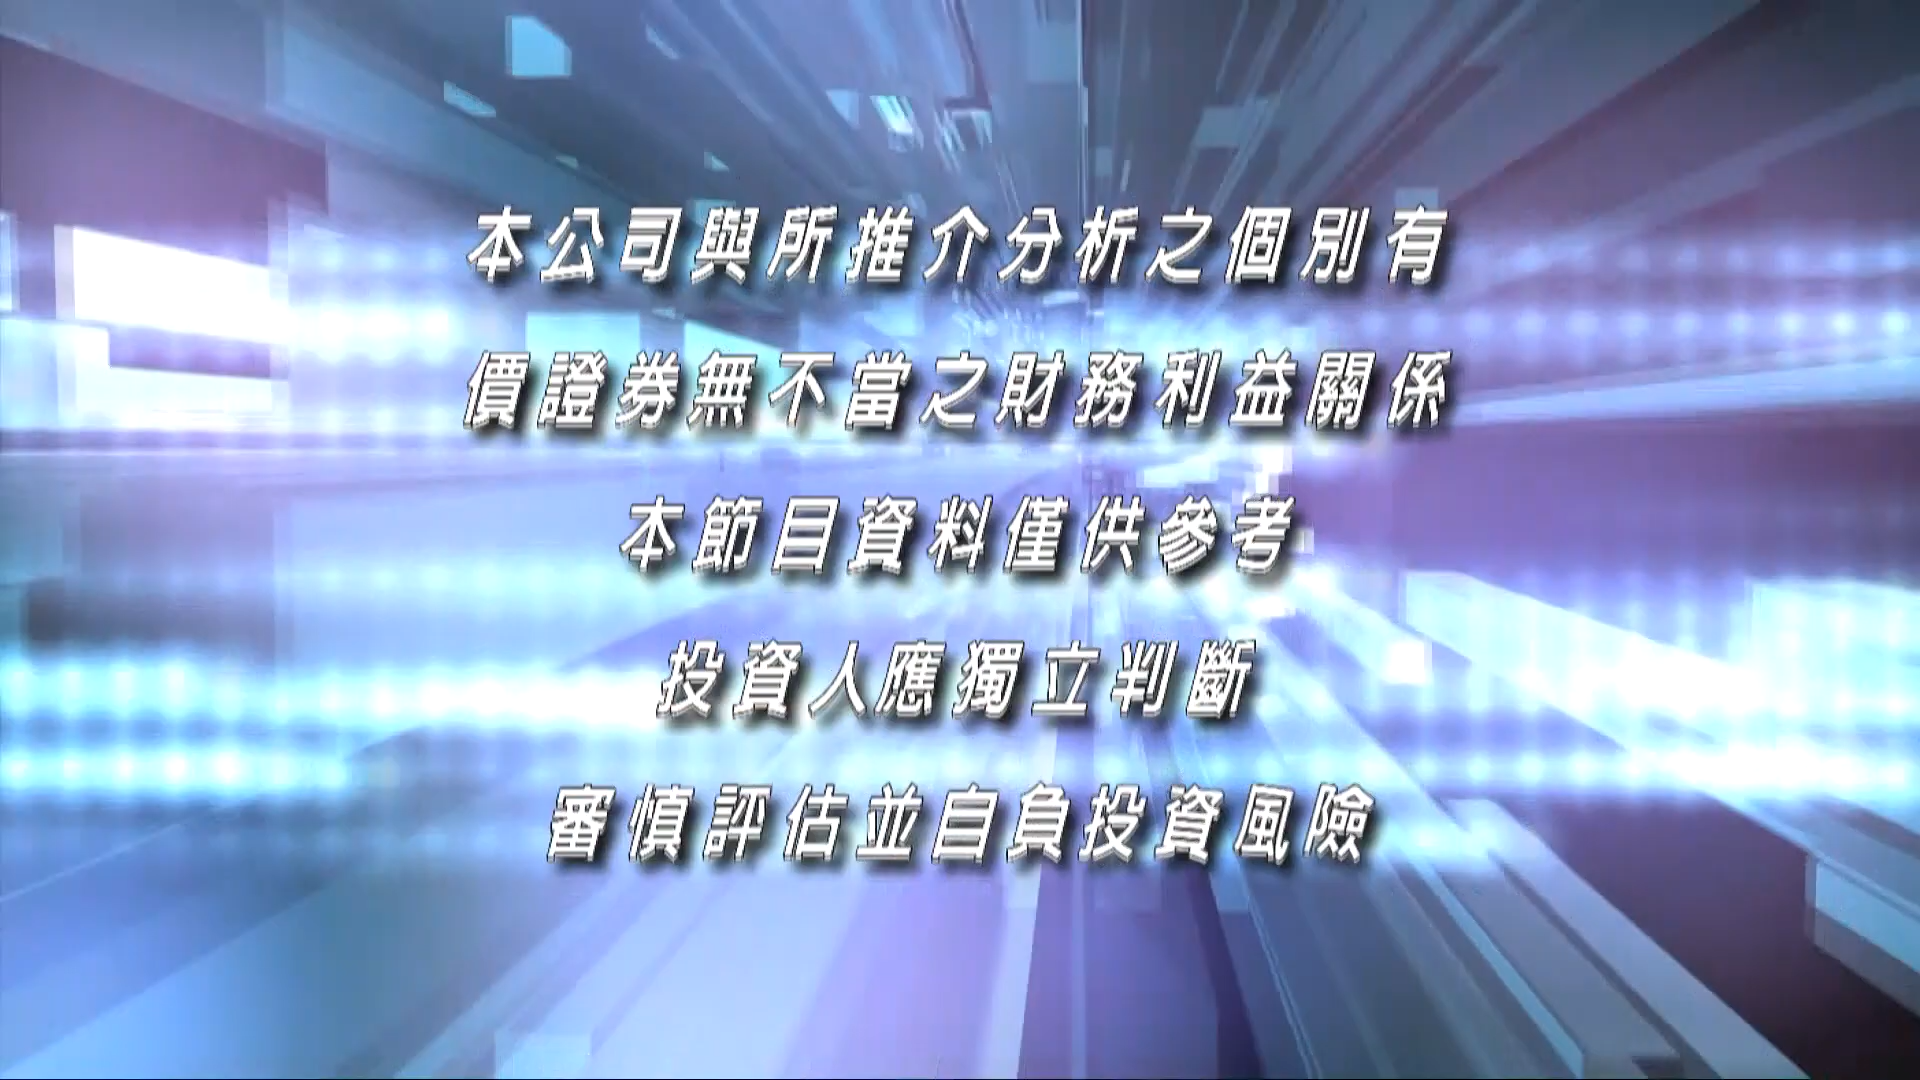 本公司與所推介分析之個別有
價證券無不當之財務利益關係
本節目資料僅供參考
投資人應獨立判斷
審慎評估並自負投資風險